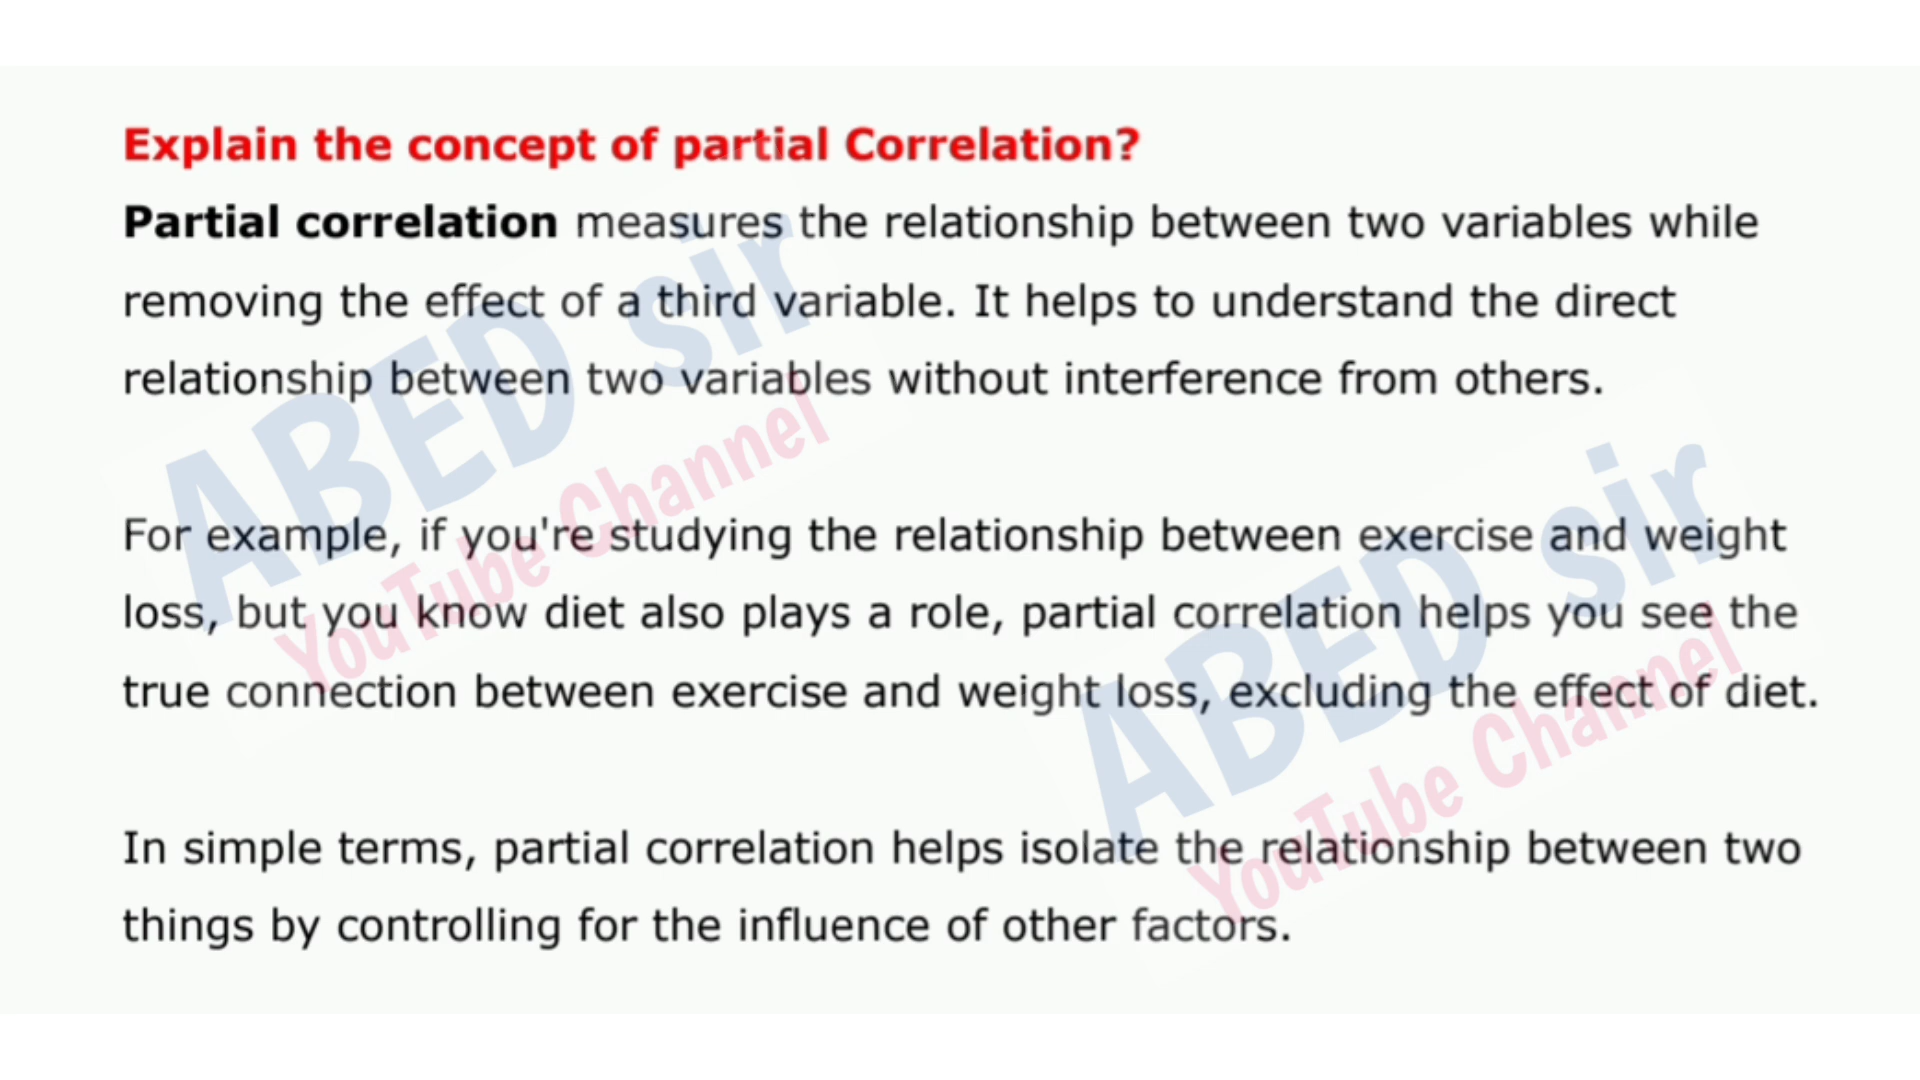 Explain the concept of partial Correlation?
Partial correlation measures the relationship between two variables while
removing the effect of a third variable. It helps to understand the direct
relationship between two variables without interference from others.
For example, if you're studying the relationship between exercise and weight
loss, but you know diet also plays a role, partial correlation helps you see the
true connection between exercise and weight loss, excluding the effect of diet.
In simple terms, partial correlation helps isolate the relationship between two
things by controlling for the influence of other factors.
ABED sir
YouTube Channel
ABED sir
YouTube Channel